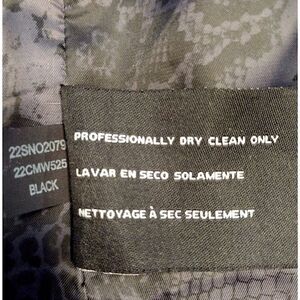 22SNO2079
22CMW525
BLACK
PROFESSIONALLY DRY CLEAN ONLY
LAVAR EN SECO SOLAMENTE
NETTOYAGE À SEC SEULEMENT